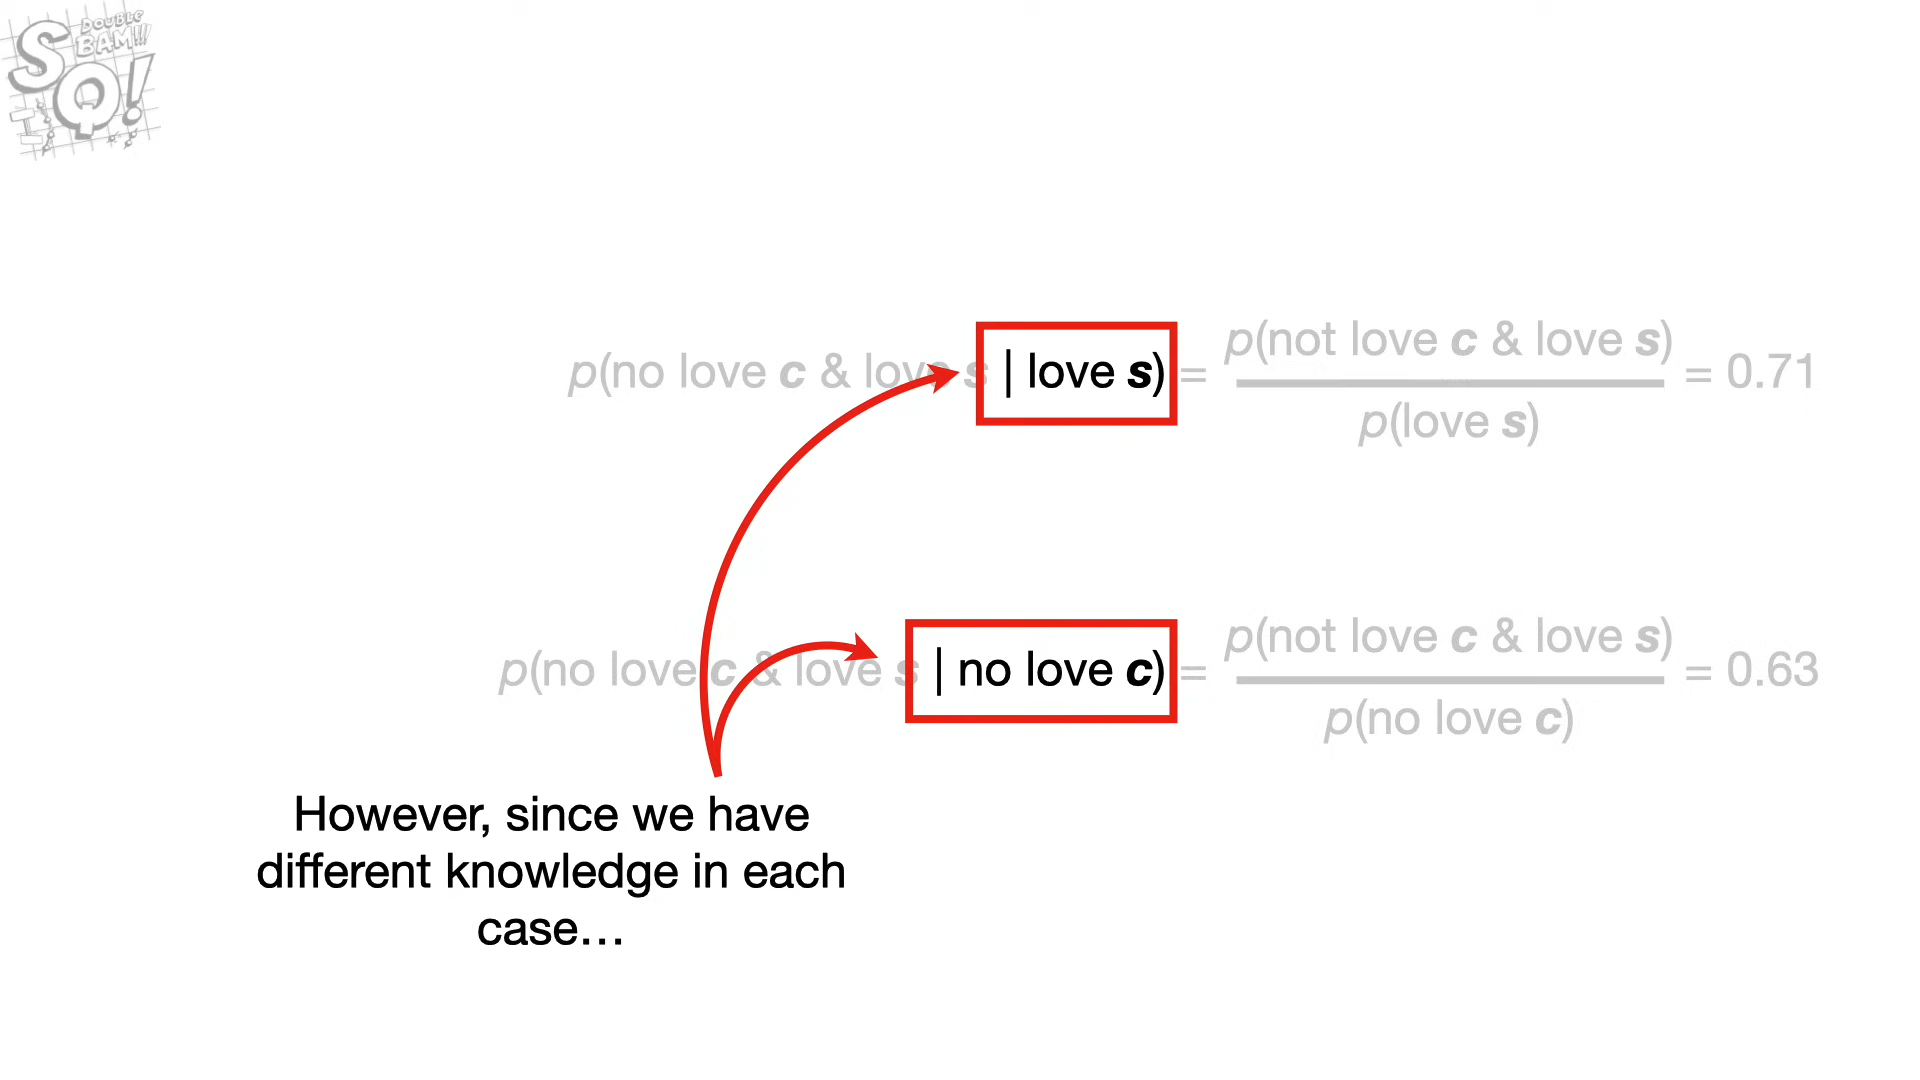 DOUBLE
BAM!!!
SQ!
p(not love c & love s)
p(no love c & love s | love s) = = 0.71
p(love s)
p(not love c & love s)
p(no love c & love s | no love c) = = 0.63
p(no love c)
However, since we have
different knowledge in each
case…